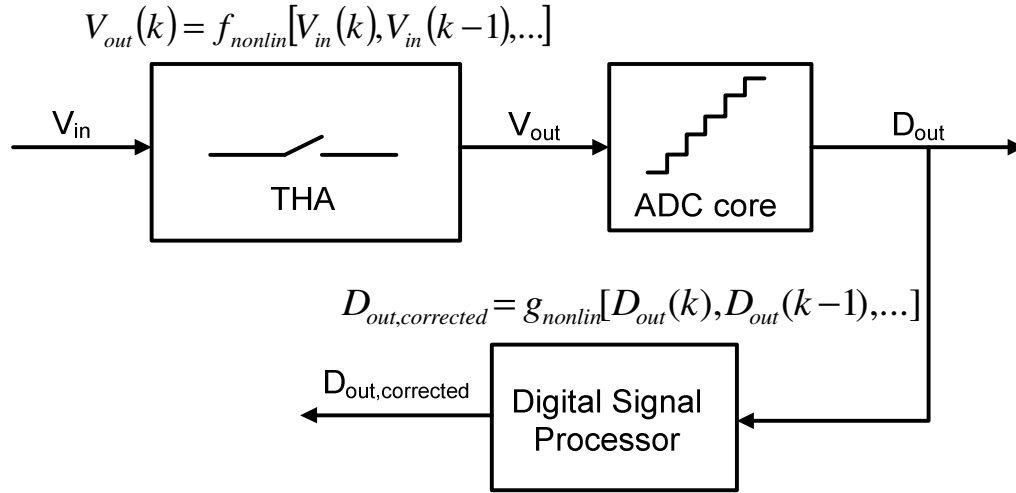 V_out(k) = f_nonlin[V_in(k),V_in(k−1),...]
V_in
THA
V_out
ADC core
D_out
D_out,corrected = g_nonlin[D_out(k),D_out(k−1),...]
D_out,corrected
Digital Signal
Processor